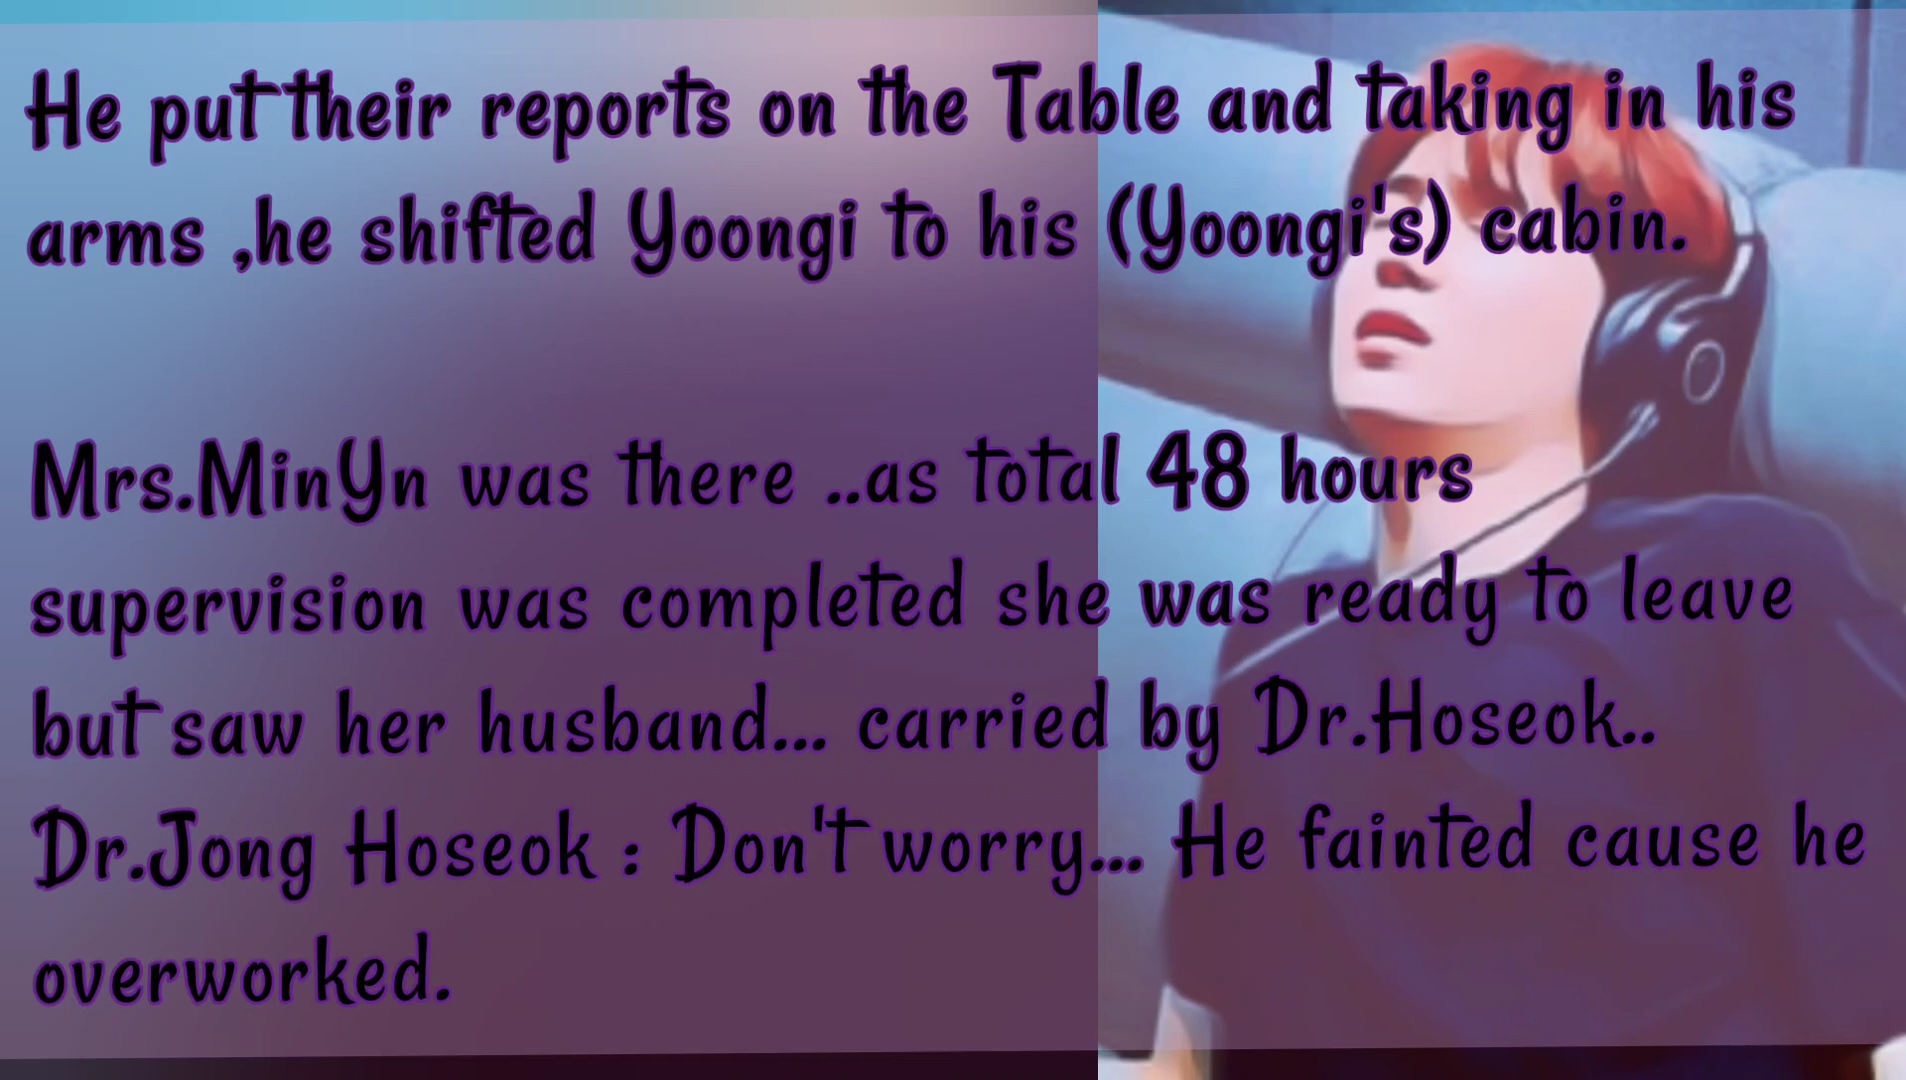 He put their reports on the Table and taking in his
arms ,he shifted Yoongi to his (Yoongi's) cabin.
Mrs.MinYn was there ..as total 48 hours
supervision was completed she was ready to leave
but saw her husband... carried by Dr.Hoseok..
Dr.Jong Hoseok : Don't worry... He fainted cause he
overworked.